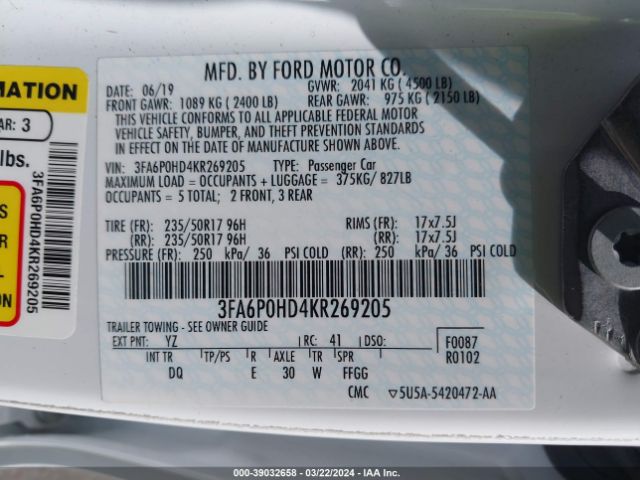 MFD. BY FORD MOTOR CO.
DATE: 06/19 GVWR: 2041 KG ( 4500 LB)
FRONT GAWR: 1089 KG ( 2400 LB) REAR GAWR: 975 KG ( 2150 LB)
THIS VEHICLE CONFORMS TO ALL APPLICABLE FEDERAL MOTOR
VEHICLE SAFETY, BUMPER, AND THEFT PREVENTION STANDARDS
IN EFFECT ON THE DATE OF MANUFACTURE SHOWN ABOVE.
VIN: 3FA6P0HD4KR269205 TYPE: Passenger Car
MAXIMUM LOAD = OCCUPANTS + LUGGAGE = 375KG/ 827LB
OCCUPANTS = 5 TOTAL; 2 FRONT, 3 REAR
TIRE (FR): 235/50R17 96H RIMS (FR): 17x7.5J
(RR): 235/50R17 96H (RR): 17x7.5J
PRESSURE (FR): 250 kPa/ 36 PSI COLD (RR): 250 kPa/ 36 PSI COLD
3FA6P0HD4KR269205
TRAILER TOWING - SEE OWNER GUIDE
EXT PNT: YZ RC: 41 DSO: F0087
INT TR TP/PS R AXLE TR SPR R0102
DQ E 30 W FFGG
CMC ▽5U5A-5420472-AA
RMATION
AR: 3
lbs.
3FA6P0HD4KR269205
S
R
L
ON
000-39032658 - 03/22/2024 - IAA Inc.